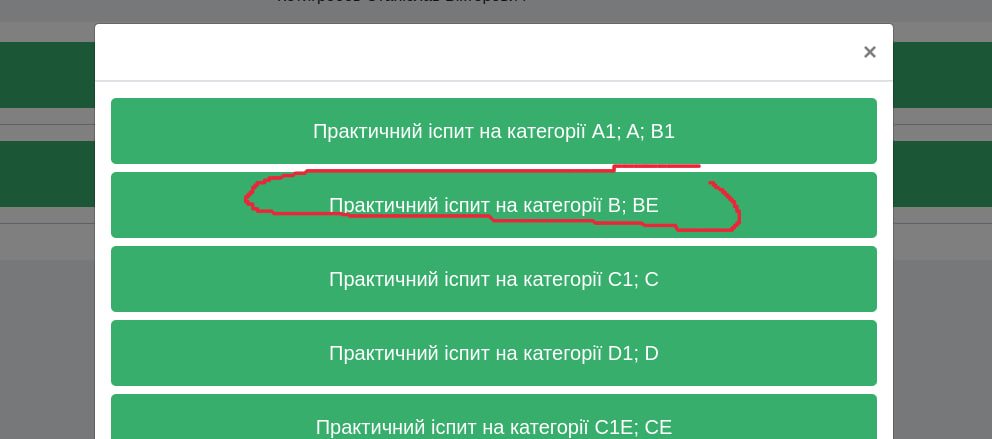 ×
Практичний іспит на категорії A1; A; B1
Практичний іспит на категорії B; BE
Практичний іспит на категорії C1; C
Практичний іспит на категорії D1; D
Практичний іспит на категорії C1E; CE